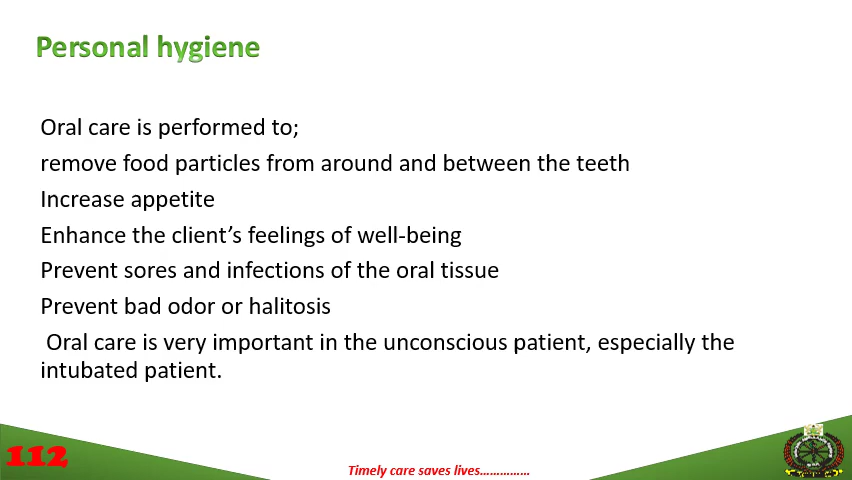 Personal hygiene
Oral care is performed to;
remove food particles from around and between the teeth
Increase appetite
Enhance the client’s feelings of well-being
Prevent sores and infections of the oral tissue
Prevent bad odor or halitosis
Oral care is very important in the unconscious patient, especially the
intubated patient.
112
Timely care saves lives……………